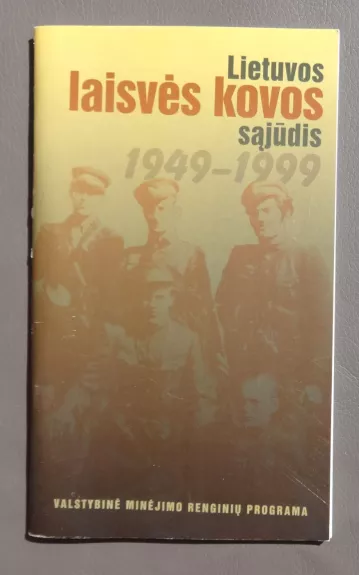 Lietuvos
laisvės kovos
sąjūdis
1949–1999
VALSTYBINĖ MINĖJIMO RENGINIŲ PROGRAMA